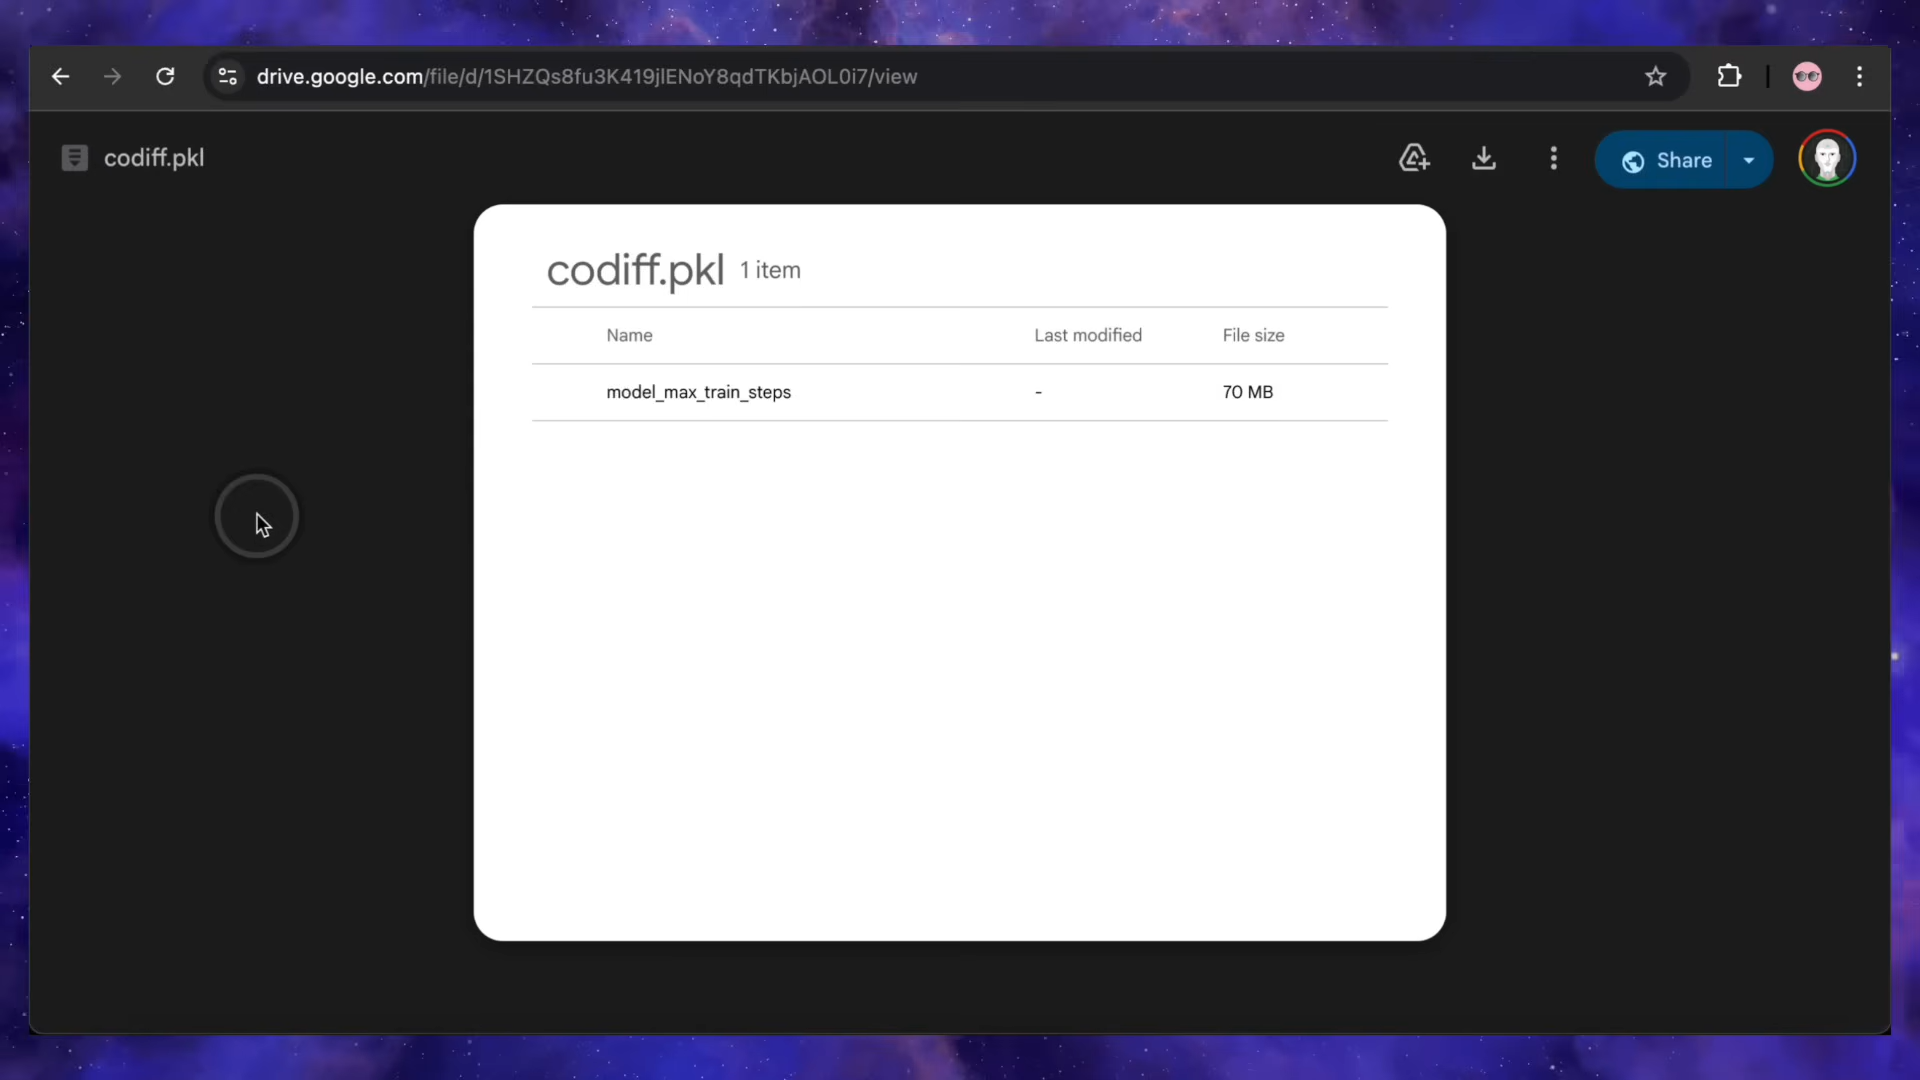 drive.google.com/file/d/1SHZQs8fu3K419jlENoY8qdTKbjAOL0i7/view
codiff.pkl
Share
codiff.pkl 1 item
Name Last modified File size
model_max_train_steps - 70 MB